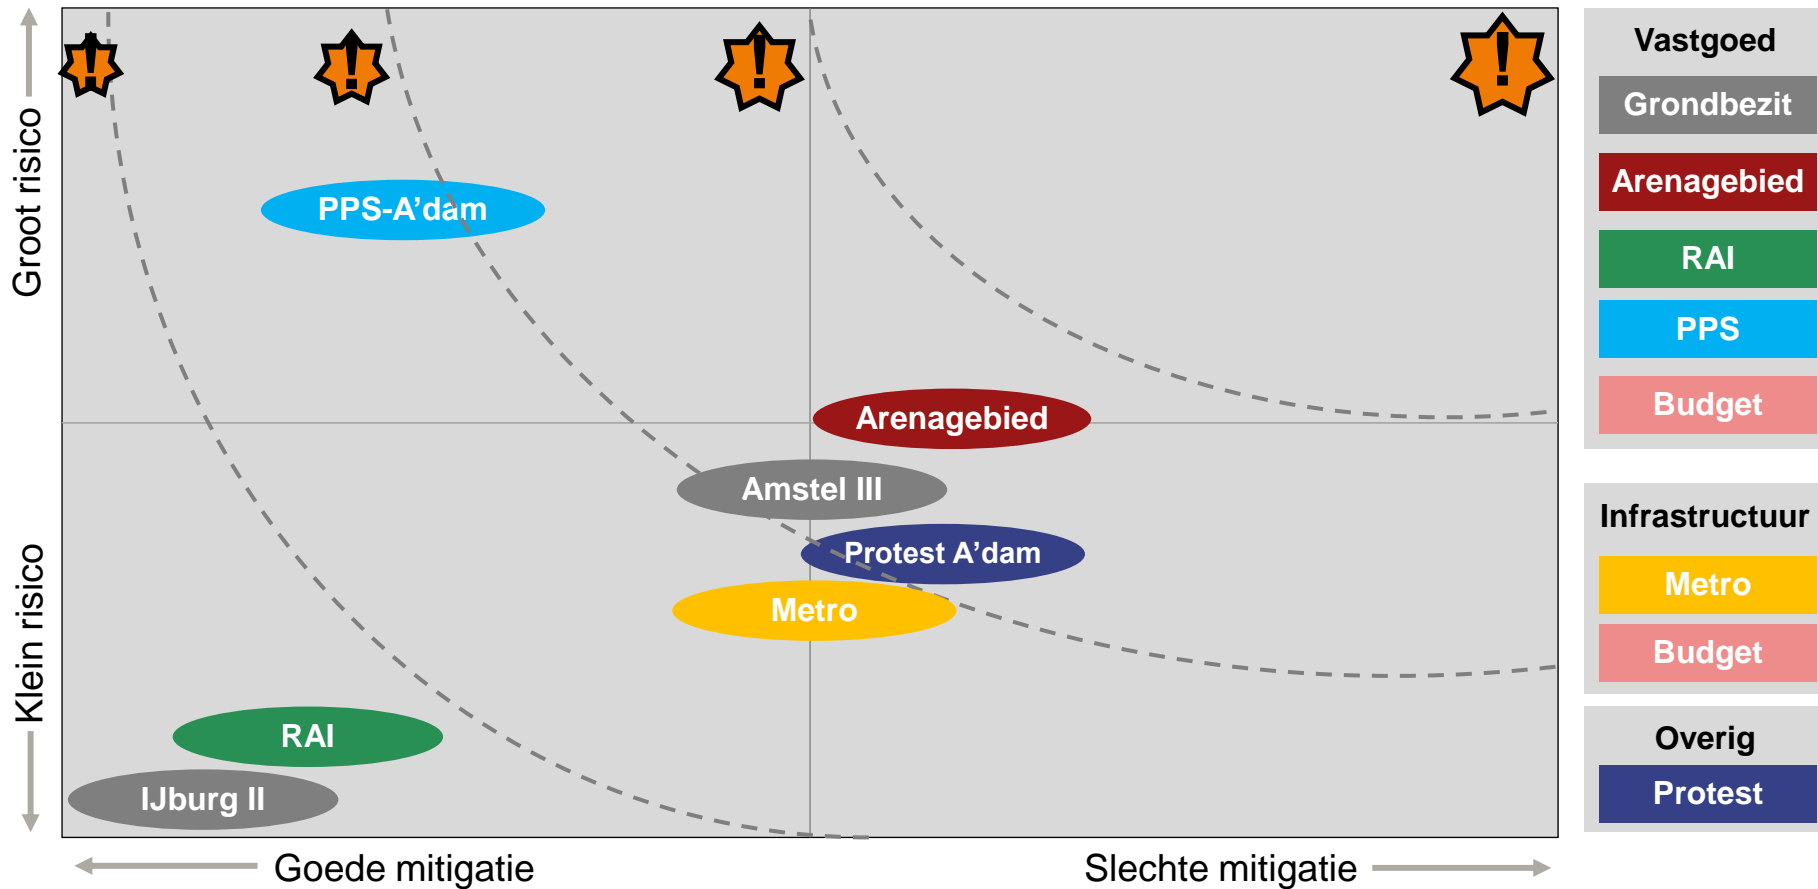 !
!
!
!
Groot risico
Klein risico
PPS-A'dam
Arenagebied
Amstel III
Protest A'dam
Metro
RAI
IJburg II
Goede mitigatie
Slechte mitigatie
Vastgoed
Grondbezit
Arenagebied
RAI
PPS
Budget
Infrastructuur
Metro
Budget
Overig
Protest